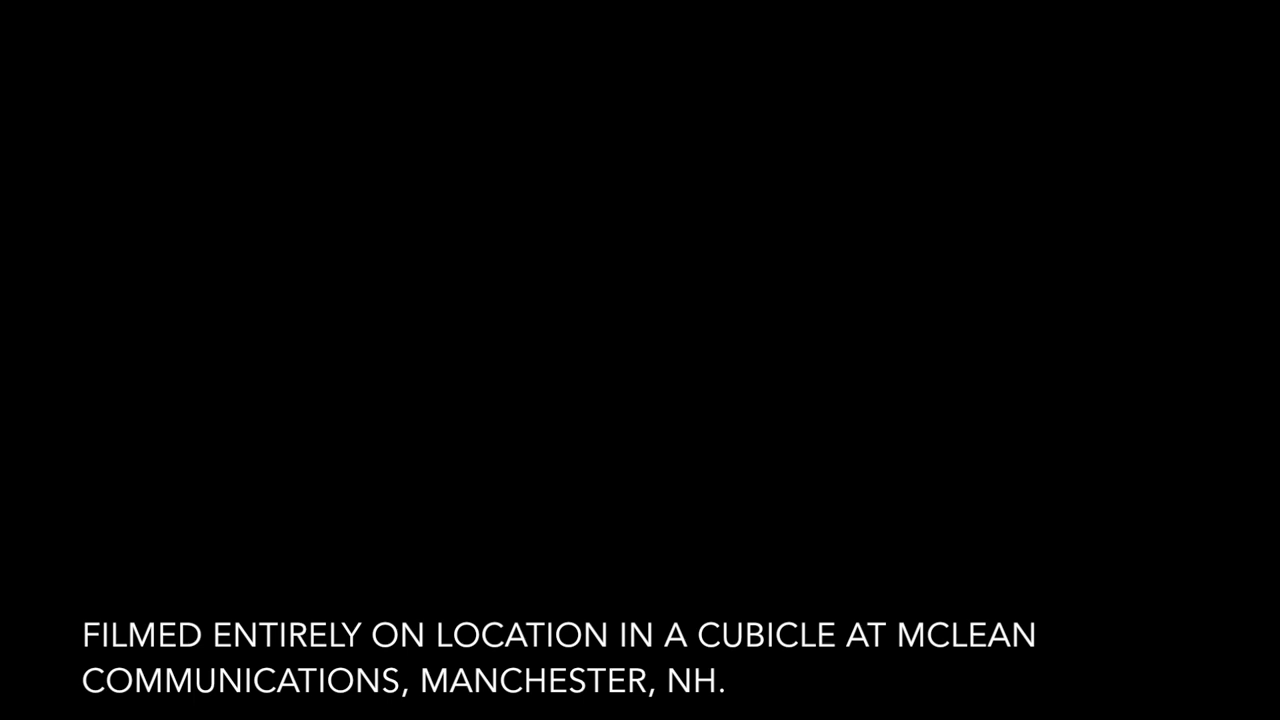 FILMED ENTIRELY ON LOCATION IN A CUBICLE AT MCLEAN
COMMUNICATIONS, MANCHESTER, NH.